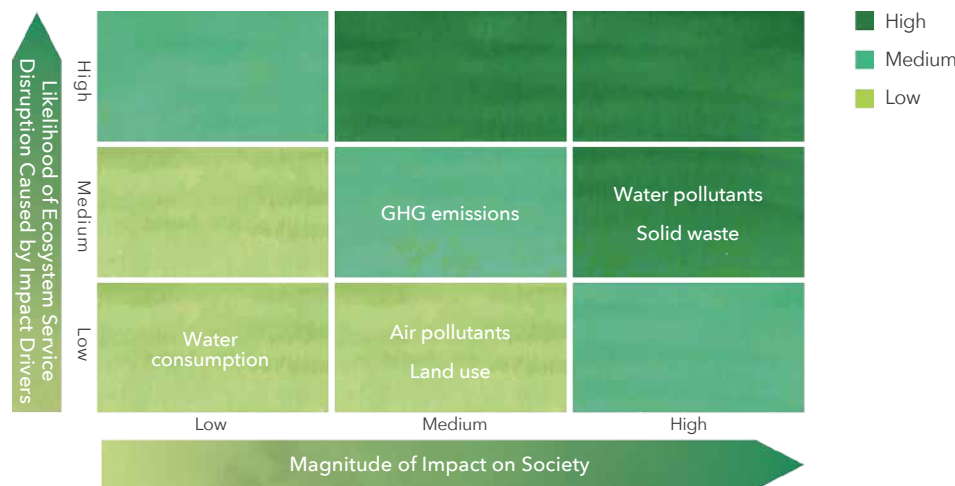 Likelihood of Ecosystem Service
Disruption Caused by Impact Drivers
High
Medium
Low
GHG emissions
Water pollutants
Solid waste
Water
consumption
Air pollutants
Land use
Low
Medium
High
Magnitude of Impact on Society
High
Medium
Low